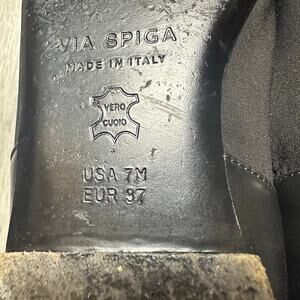 VIA SPIGA
MADE IN ITALY
VERO
CUOIO
USA 7M
EUR 37